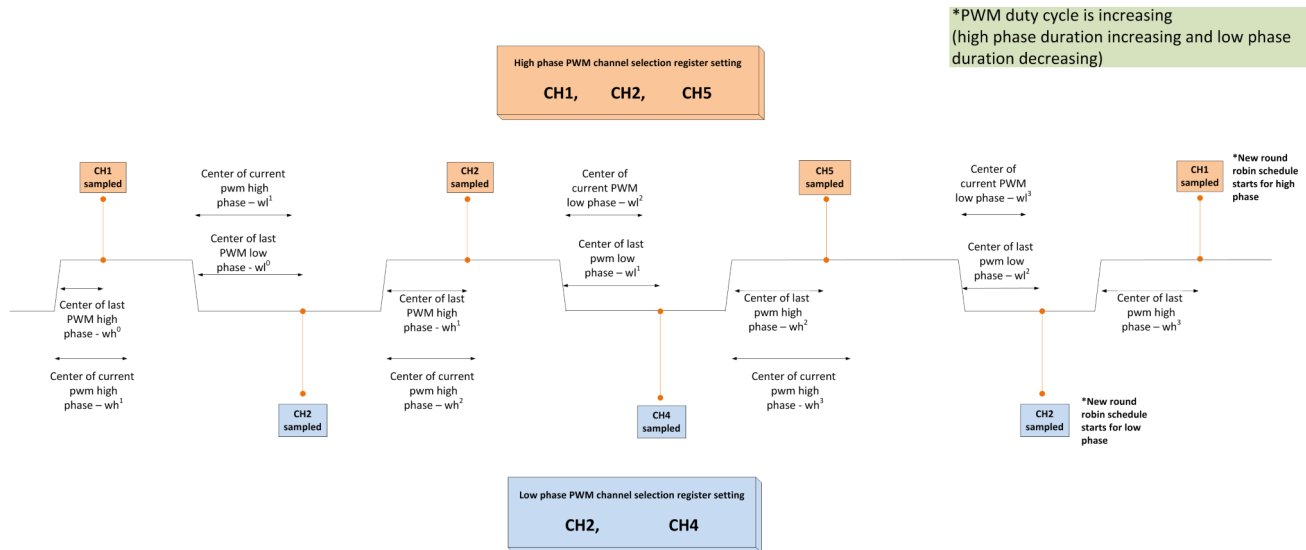 *PWM duty cycle is increasing
(high phase duration increasing and low phase
duration decreasing)
High phase PWM channel selection register setting
CH1, CH2, CH5
CH1
sampled
Center of current
pwm high
phase – wl1
Center of last
PWM low
phase - wl0
CH2
sampled
Center of
current PWM
low phase – wl2
Center of last
pwm low
phase – wl1
CH5
sampled
Center of
current PWM
low phase – wl3
Center of last
pwm low
phase – wl2
CH1
sampled
*New round
robin schedule
starts for high
phase
Center of last
PWM high
phase - wh0
Center of current
pwm high
phase – wh1
CH2
sampled
Center of last
PWM high
phase - wh1
Center of current
pwm high
phase – wh2
CH4
sampled
Center of last
pwm high
phase – wh2
Center of current
pwm high
phase - wh3
CH2
sampled
*New round
robin schedule
starts for low
phase
Center of last
pwm high
phase – wh3
Low phase PWM channel selection register setting
CH2, CH4